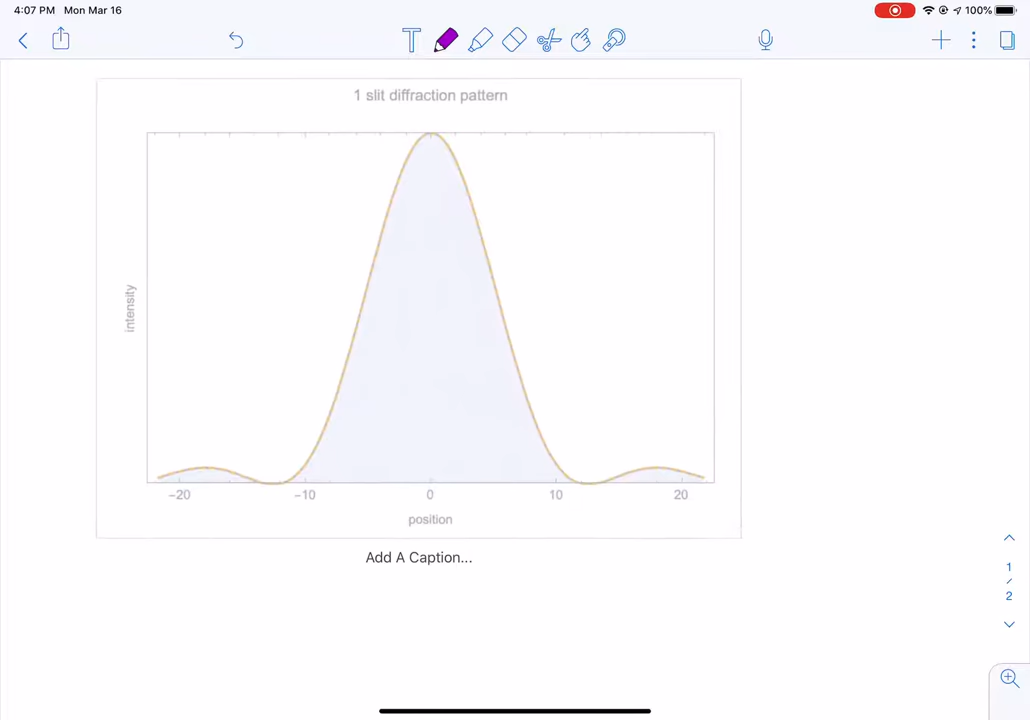 4:07 PM Mon Mar 16
100%
T
1 slit diffraction pattern
intensity
−20 −10 0 10 20
position
Add A Caption...
1
/
2